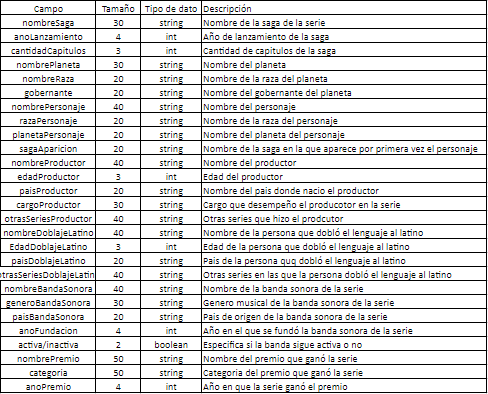 Campo Tamaño Tipo de dato Descripción
nombreSaga 30 string Nombre de la saga de la serie
anoLanzamiento 4 int Año de lanzamiento de la saga
cantidadCapitulos 3 int Cantidad de capitulos de la saga
nombrePlaneta 30 string Nombre del planeta
nombreRaza 20 string Nombre de la raza del planeta
gobernante 20 string Nombre del gobernante del planeta
nombrePersonaje 40 string Nombre del personaje
razaPersonaje 20 string Nombre de la raza del personaje
planetaPersonaje 20 string Nombre del planeta del personaje
sagaAparicion 20 string Nombre de la saga en la que aparece por primera vez el personaje
nombreProductor 40 string Nombre del productor
edadProductor 3 int Edad del productor
paisProductor 20 string Nombre del pais donde nacio el productor
cargoProductor 30 string Cargo que desempeño el producotor en la serie
otrasSeriesProductor 40 string Otras series que hizo el prodcutor
nombreDoblajeLatino 40 string Nombre de la persona que dobló el lenguaje al latino
EdadDoblajeLatino 3 int Edad de la persona que dobló el lenguaje al latino
paisDoblajeLatino 20 string Pais de la persona quq dobló el lenguaje al latino
otrasSeriesDoblajeLatin 40 string Otras series en las que la persona dobló el lenguaje al latino
nombreBandaSonora 40 string Nombre de la banda sonora de la serie
generoBandaSonora 30 string Genero musical de la banda sonora de la serie
paisBandaSonora 20 string Pais de origen de la banda sonora de la serie
anoFundacion 4 int Año en el que se fundó la banda sonora de la serie
activa/inactiva 2 boolean Especifica si la banda sigue activa o no
nombrePremio 50 string Nombre del premio que ganó la serie
categoria 50 string Categoria del premio que ganó la serie
anoPremio 4 int Año en que la serie ganó el premio